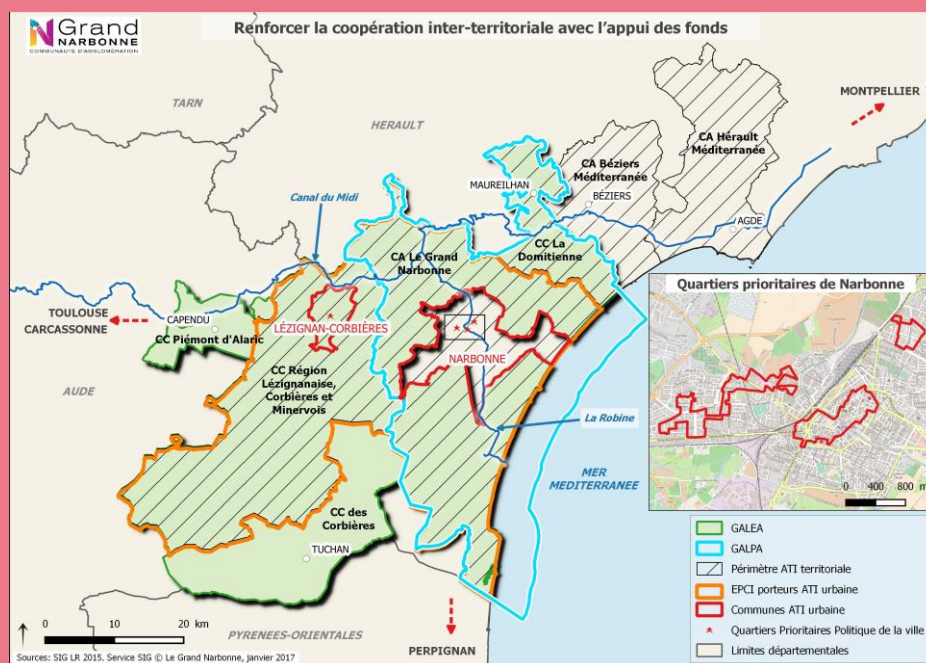 Grand
NARBONNE
COMMUNAUTÉ D'AGGLOMÉRATION
Renforcer la coopération inter-territoriale avec l'appui des fonds
TARN
HERAULT
MONTPELLIER
CA Hérault
Méditerranée
CA Béziers
Méditerranée
MAUREILHAN
BÉZIERS
AGDE
Canal du Midi
CA Le Grand
Narbonne
CC La
Domitienne
Quartiers prioritaires de Narbonne
TOULOUSE
CARCASSONNE
CAPENDU
CC Piémont d'Alaric
LÉZIGNAN-CORBIÈRES
NARBONNE
AUDE
CC Région
Lézignanaise,
Corbières et
Minervois
La Robine
MER
MEDITERRANEE
0 400 800 m
CC des
Corbières
TUCHAN
GALEA
GALPA
Périmètre ATI territoriale
EPCI porteurs ATI urbaine
Communes ATI urbaine
Quartiers Prioritaires Politique de la ville
Limites départementales
0 10 20 km
PYRENEES-ORIENTALES
PERPIGNAN
Sources: SIG LR 2015. Service SIG © Le Grand Narbonne, janvier 2017